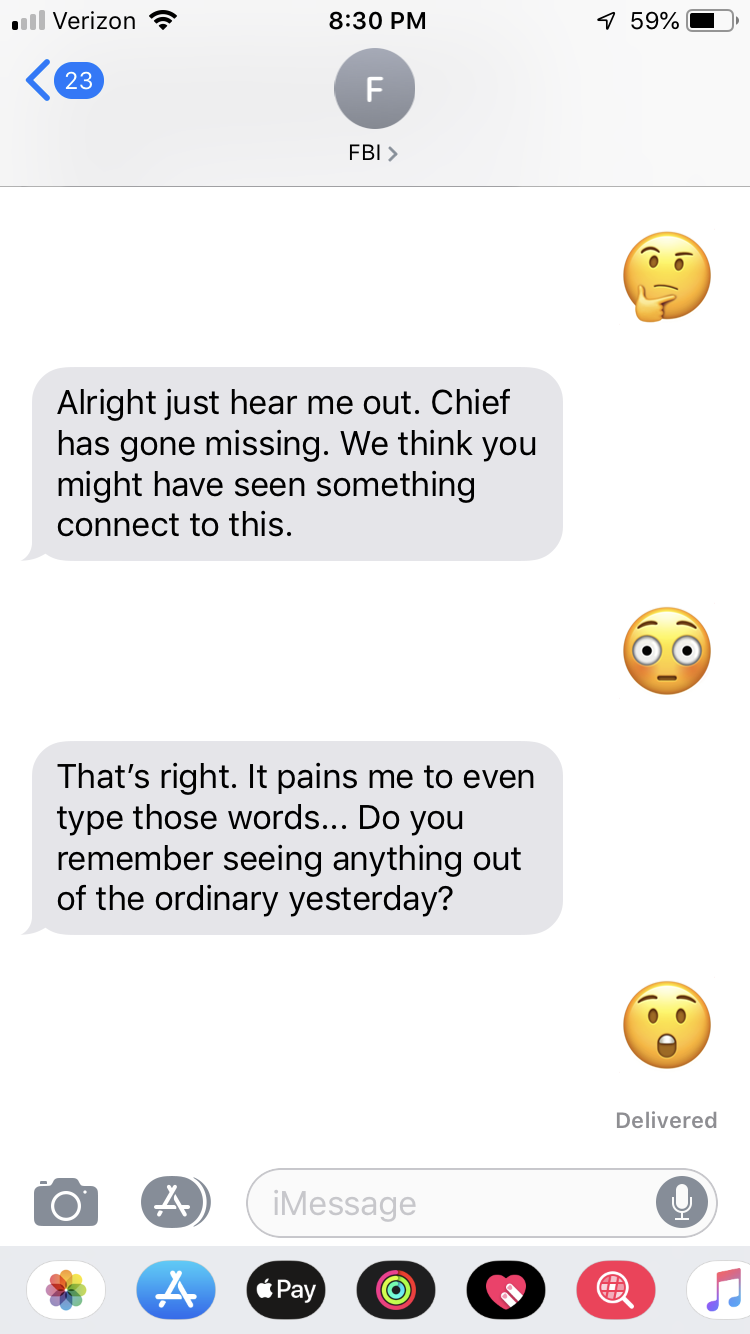 Verizon 8:30 PM 59%
23
F
FBI
Alright just hear me out. Chief
has gone missing. We think you
might have seen something
connect to this.
That’s right. It pains me to even
type those words... Do you
remember seeing anything out
of the ordinary yesterday?
Delivered
iMessage
Pay